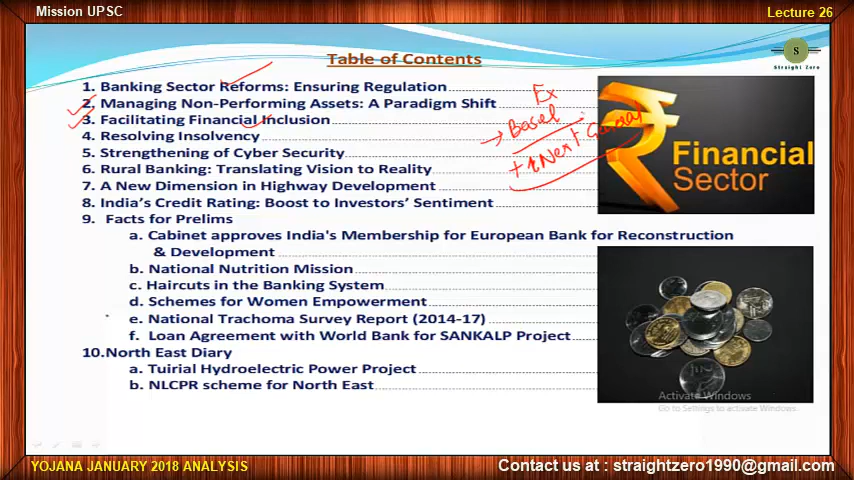 Mission UPSC
Lecture 26
S
Straight Zero
Table of Contents
1. Banking Sector Reforms: Ensuring Regulation
2. Managing Non-Performing Assets: A Paradigm Shift
3. Facilitating Financial Inclusion
4. Resolving Insolvency
5. Strengthening of Cyber Security
6. Rural Banking: Translating Vision to Reality
7. A New Dimension in Highway Development
8. India's Credit Rating: Boost to Investors' Sentiment
9. Facts for Prelims
a. Cabinet approves India's Membership for European Bank for Reconstruction
& Development
b. National Nutrition Mission
c. Haircuts in the Banking System
d. Schemes for Women Empowerment
e. National Trachoma Survey Report (2014-17)
f. Loan Agreement with World Bank for SANKALP Project
10.North East Diary
a. Tuirial Hydroelectric Power Project
b. NLCPR scheme for North East
Ex
Basel
Next
Financial
Sector
Activate Windows
Go to Settings to activate Windows.
YOJANA JANUARY 2018 ANALYSIS
Contact us at : straightzero1990@gmail.com